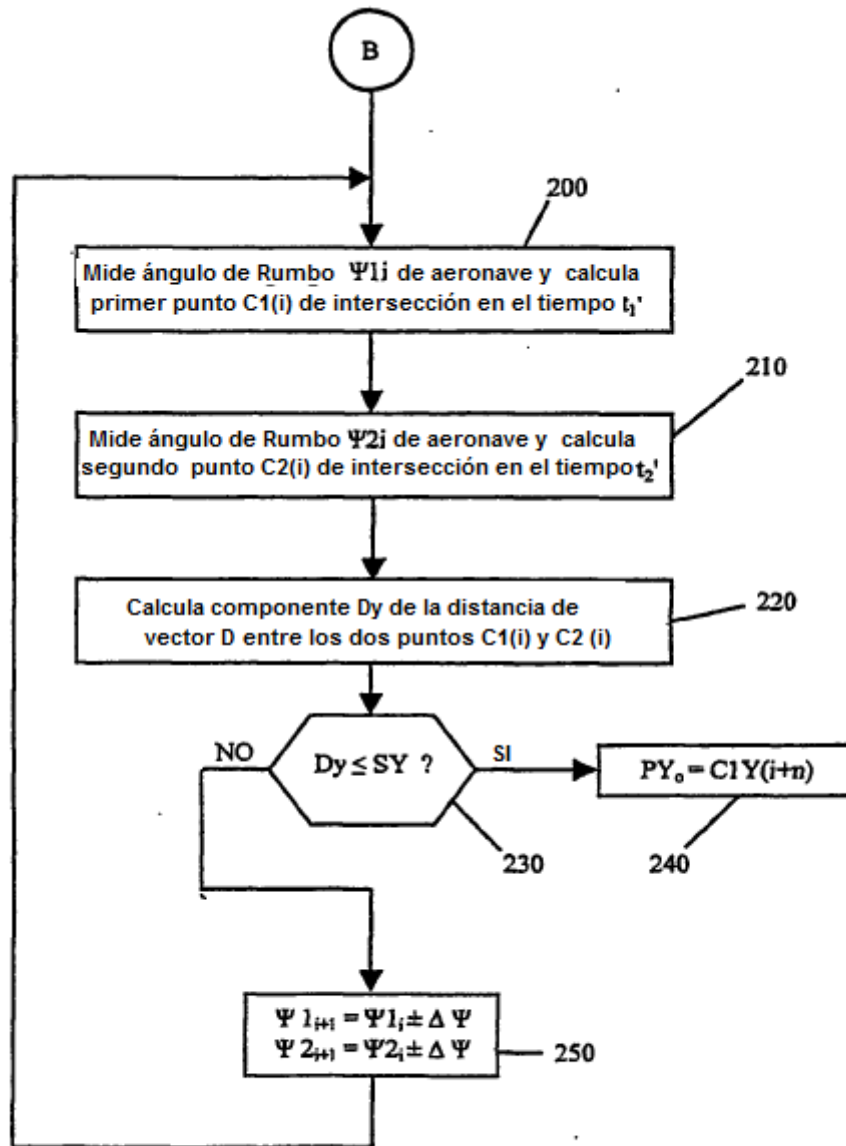 B
200
Mide ángulo de Rumbo Ψ1i de aeronave y calcula
primer punto C1(i) de intersección en el tiempo t₁'
210
Mide ángulo de Rumbo Ψ2i de aeronave y calcula
segundo punto C2(i) de intersección en el tiempo t₂'
Calcula componente Dy de la distancia de
vector D entre los dos puntos C1(i) y C2 (i)
220
NO
Dy ≤ SY ?
SI
PYₒ = C1Y(i+n)
230
240
Ψ 1ᵢ₊₁ = Ψ1ᵢ ± Δ Ψ
Ψ 2ᵢ₊₁ = Ψ2ᵢ ± Δ Ψ
250